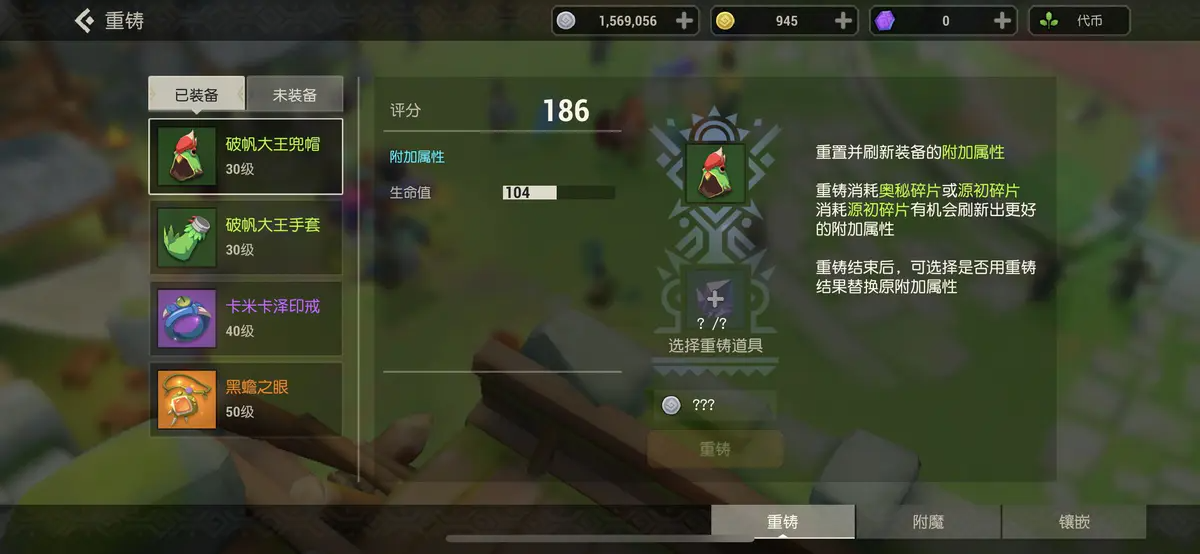 重铸
1,569,056
945
0
代币
已装备
未装备
破帆大王兜帽
30级
破帆大王手套
30级
卡米卡泽印戒
40级
黑蟾之眼
50级
评分
186
附加属性
生命值
104
? /?
选择重铸道具
???
重铸
重置并刷新装备的附加属性
重铸消耗奥秘碎片或源初碎片
消耗源初碎片有机会刷新出更好
的附加属性
重铸结束后，可选择是否用重铸
结果替换原附加属性
重铸
附魔
镶嵌